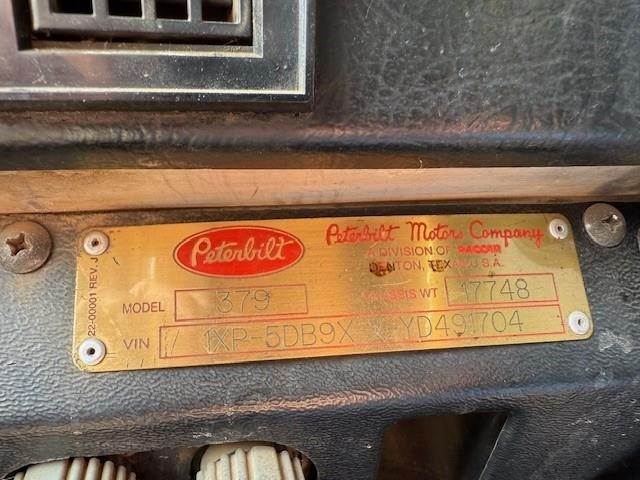 Peterbilt
Peterbilt Motors Company
A DIVISION OF PACCAR
DENTON, TEXAS U.S.A.
22-00001 REV. J
MODEL 379
CHASSIS WT 17748
VIN / 1XP-5DB9X-X-YD491704